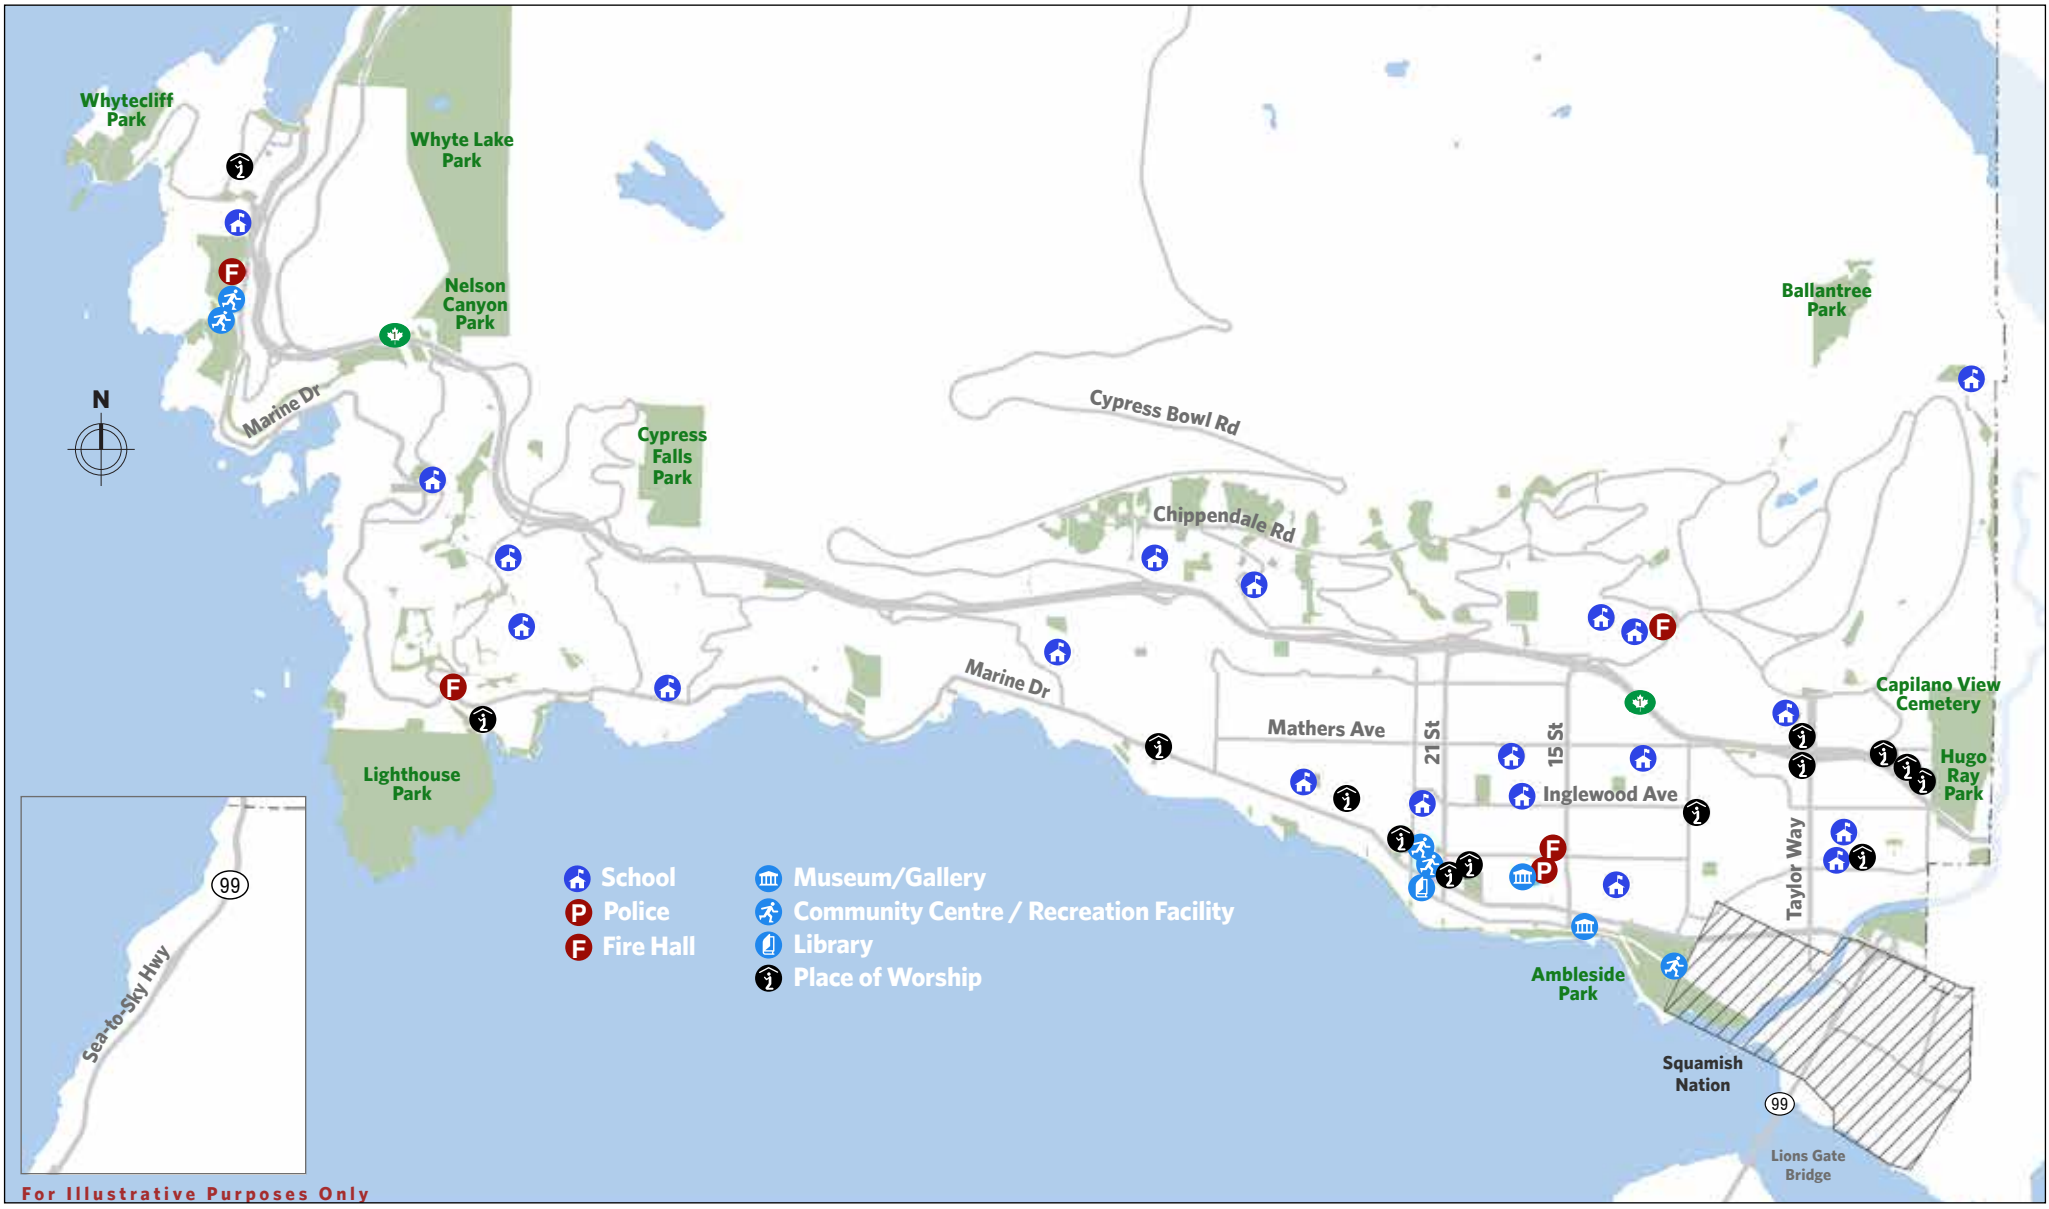 Whytecliff
Park
Whyte Lake
Park
Nelson
Canyon
Park
Ballantree
Park
1
N
Marine Dr
Cypress Bowl Rd
Cypress
Falls
Park
Chippendale Rd
F
F
F
Marine Dr
1
Capilano View
Cemetery
Mathers Ave
21 St
15 St
Hugo
Ray
Park
Lighthouse
Park
Inglewood Ave
Taylor Way
F
P
99
Sea-to-Sky Hwy
School
P Police
F Fire Hall
Museum/Gallery
Community Centre / Recreation Facility
Library
Place of Worship
Ambleside
Park
Squamish
Nation
99
Lions Gate
Bridge
For Illustrative Purposes Only